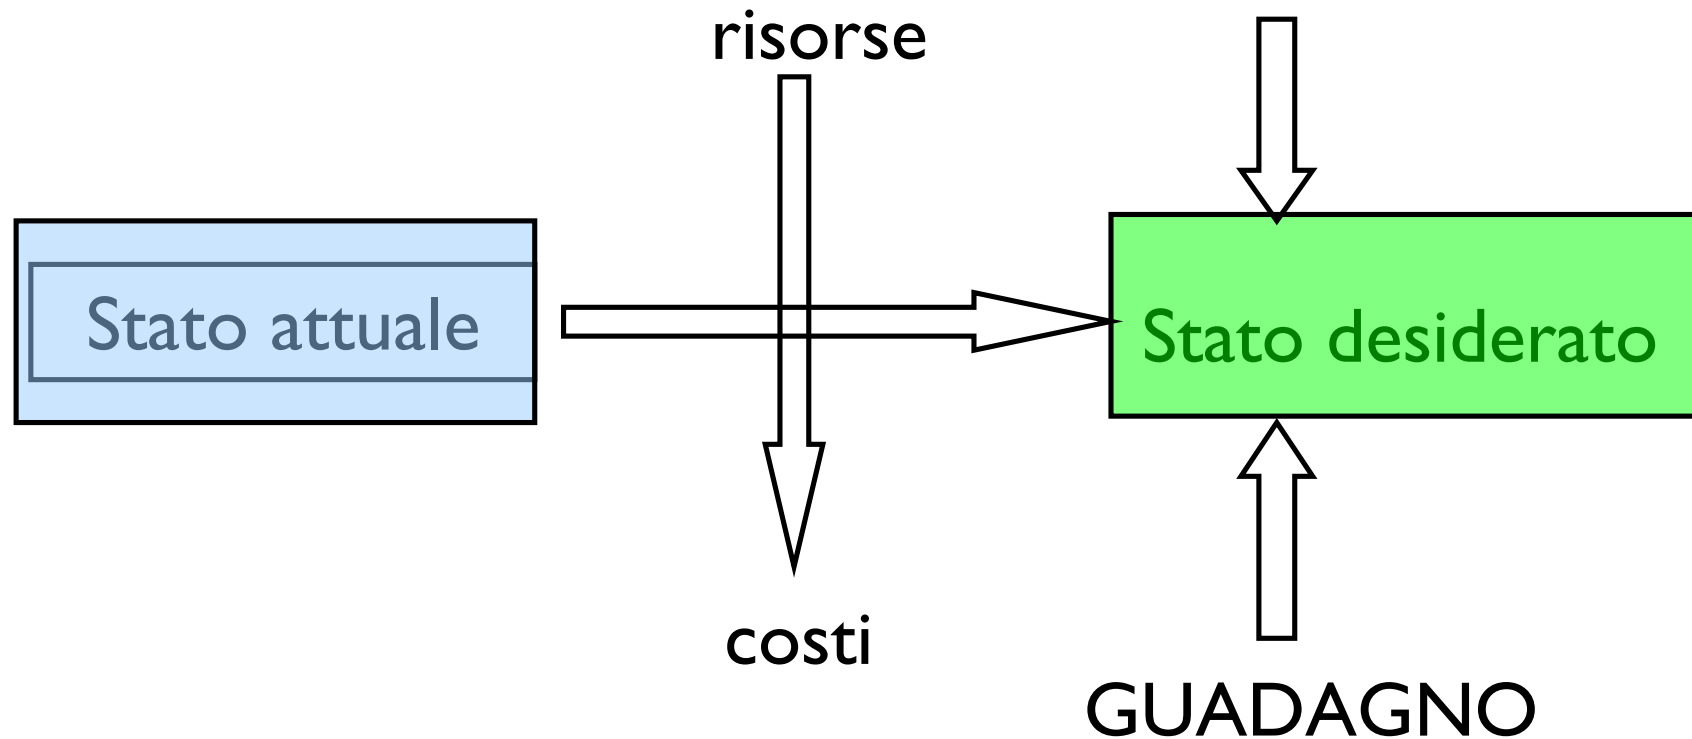 risorse
Stato attuale
Stato desiderato
costi
GUADAGNO